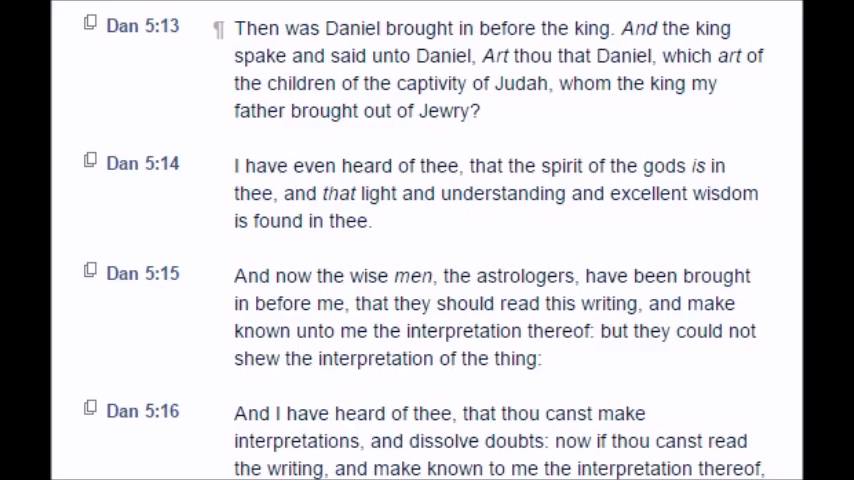 Dan 5:13 ¶ Then was Daniel brought in before the king. And the king
spake and said unto Daniel, Art thou that Daniel, which art of
the children of the captivity of Judah, whom the king my
father brought out of Jewry?
Dan 5:14 I have even heard of thee, that the spirit of the gods is in
thee, and that light and understanding and excellent wisdom
is found in thee.
Dan 5:15 And now the wise men, the astrologers, have been brought
in before me, that they should read this writing, and make
known unto me the interpretation thereof: but they could not
shew the interpretation of the thing:
Dan 5:16 And I have heard of thee, that thou canst make
interpretations, and dissolve doubts: now if thou canst read
the writing, and make known to me the interpretation thereof,